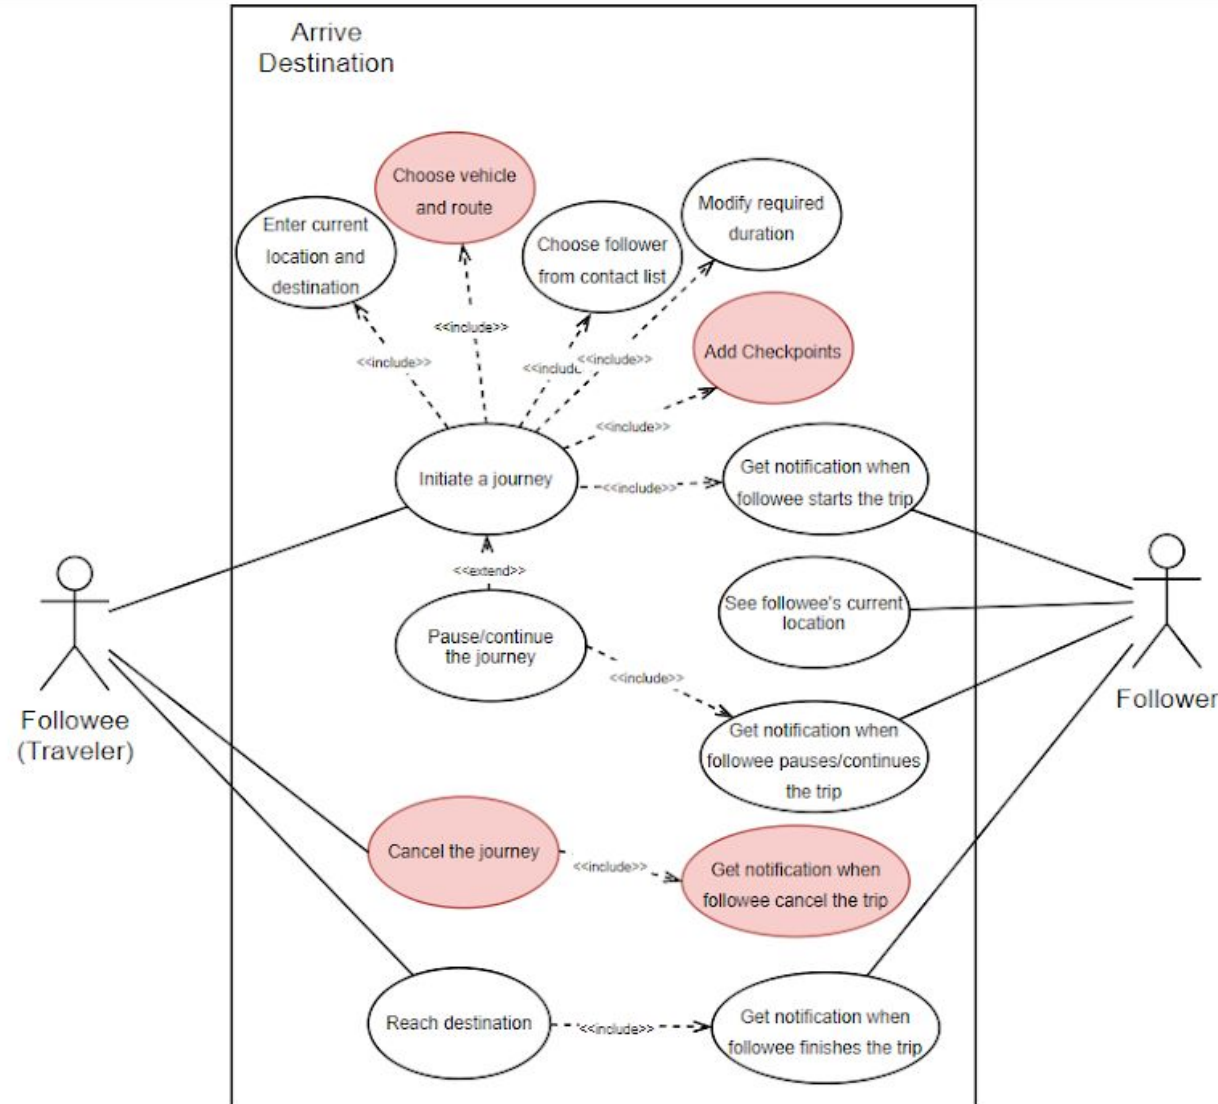 Arrive
Destination
Choose vehicle
and route
Modify required
duration
Enter current
location and
destination
Choose follower
from contact list
<<include>>
<<include>>
<<includ
<<include>>
Add Checkpoints
<<include>>
Initiate a journey
<<include>>
Get notification when
followee starts the trip
<<extend>>
See followee's current
location
Pause/continue
the journey
<<include>>
Followee
(Traveler)
Follower
Get notification when
followee pauses/continues
the trip
Cancel the journey
<<include>>
Get notification when
followee cancel the trip
Reach destination
<<include>>
Get notification when
followee finishes the trip